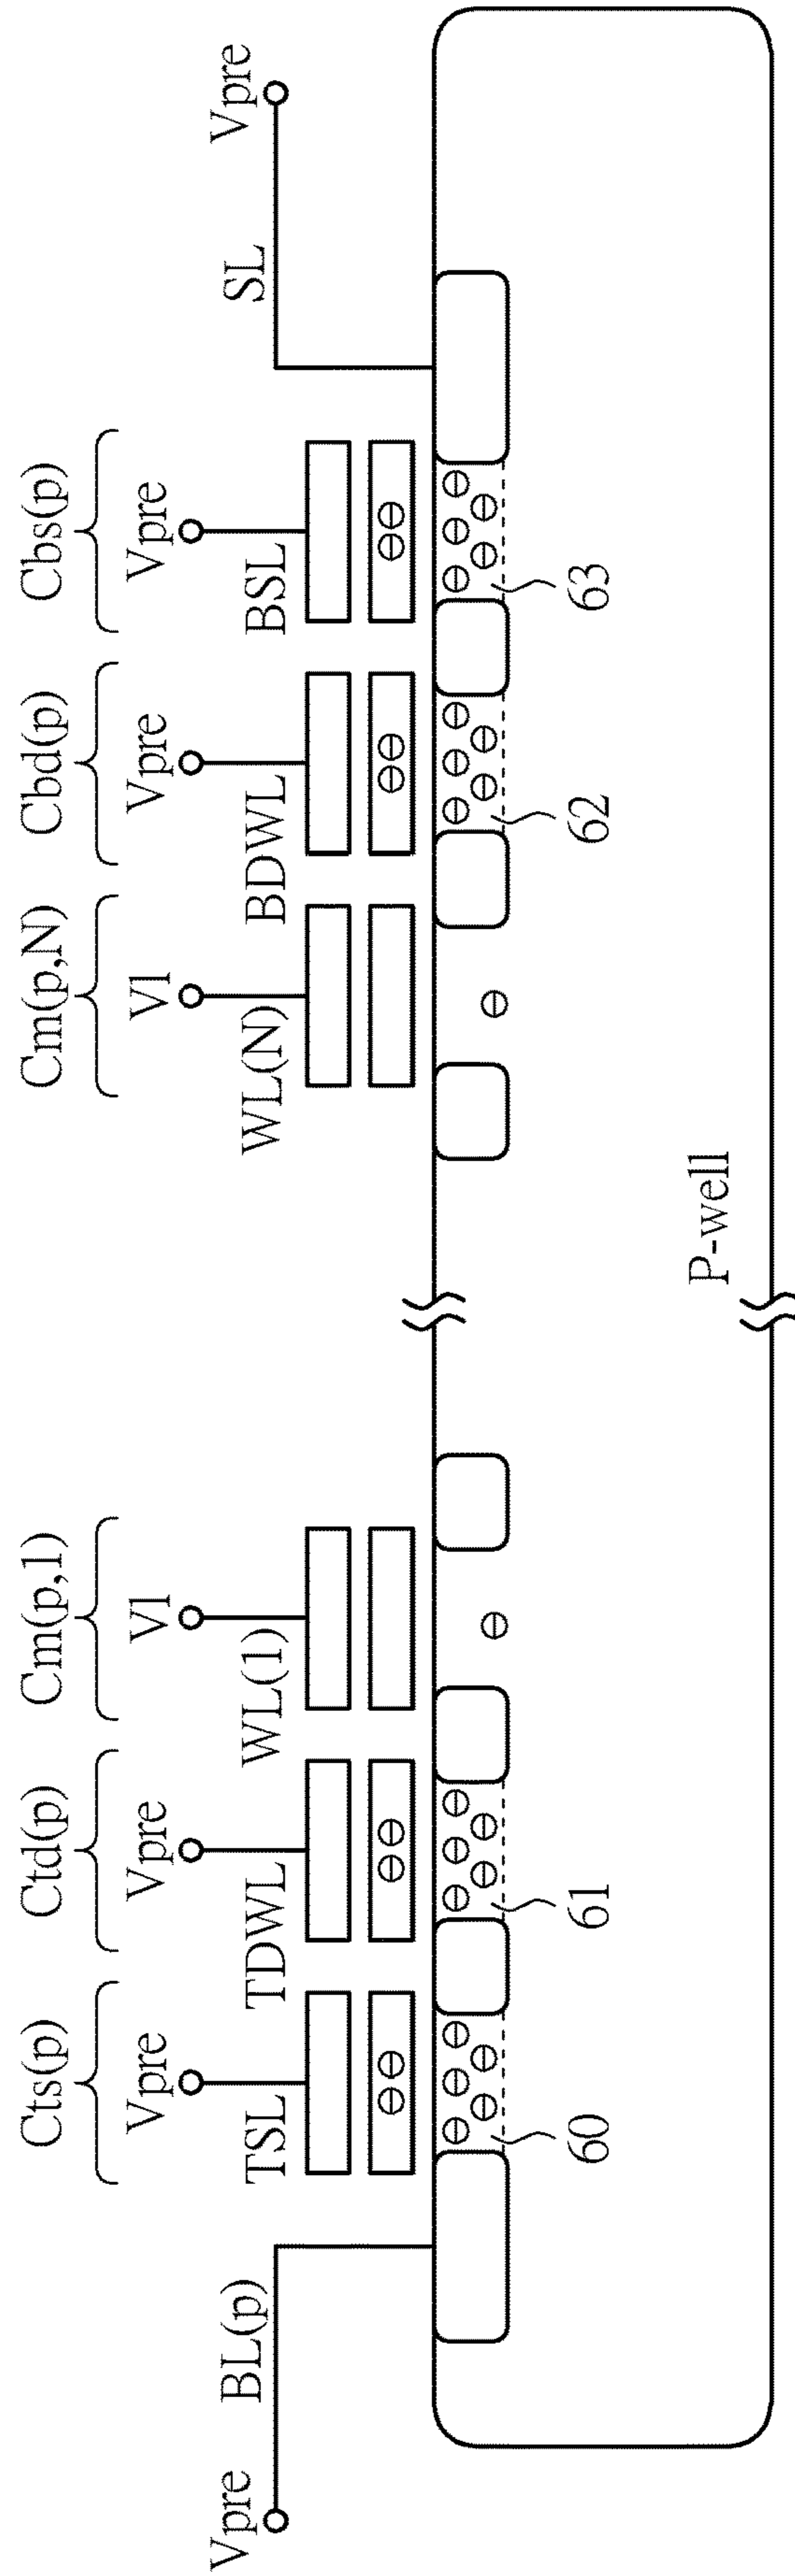 Cts(p)
Ctd(p)
Cm(p,1)
Cm(p,N)
Cbd(p)
Cbs(p)
Vpre
Vpre
Vl
Vl
Vpre
Vpre
Vpre
BL(p)
TSL
TDWL
WL(1)
WL(N)
BDWL
BSL
SL
Vpre
60
61
62
63
P-well